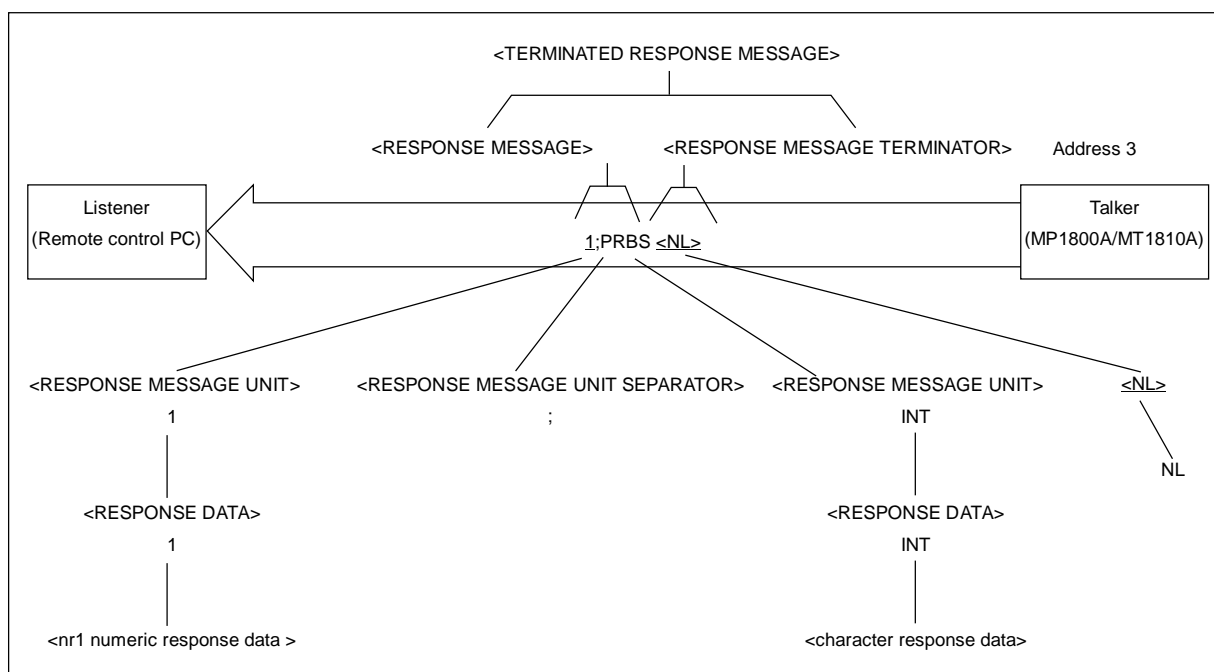 <TERMINATED RESPONSE MESSAGE>
<RESPONSE MESSAGE> <RESPONSE MESSAGE TERMINATOR> Address 3
Listener
(Remote control PC)
1;PRBS <NL>
Talker
(MP1800A/MT1810A)
<RESPONSE MESSAGE UNIT> <RESPONSE MESSAGE UNIT SEPARATOR> <RESPONSE MESSAGE UNIT> <NL>
1 ; INT
NL
<RESPONSE DATA> <RESPONSE DATA>
1 INT
<nr1 numeric response data > <character response data>